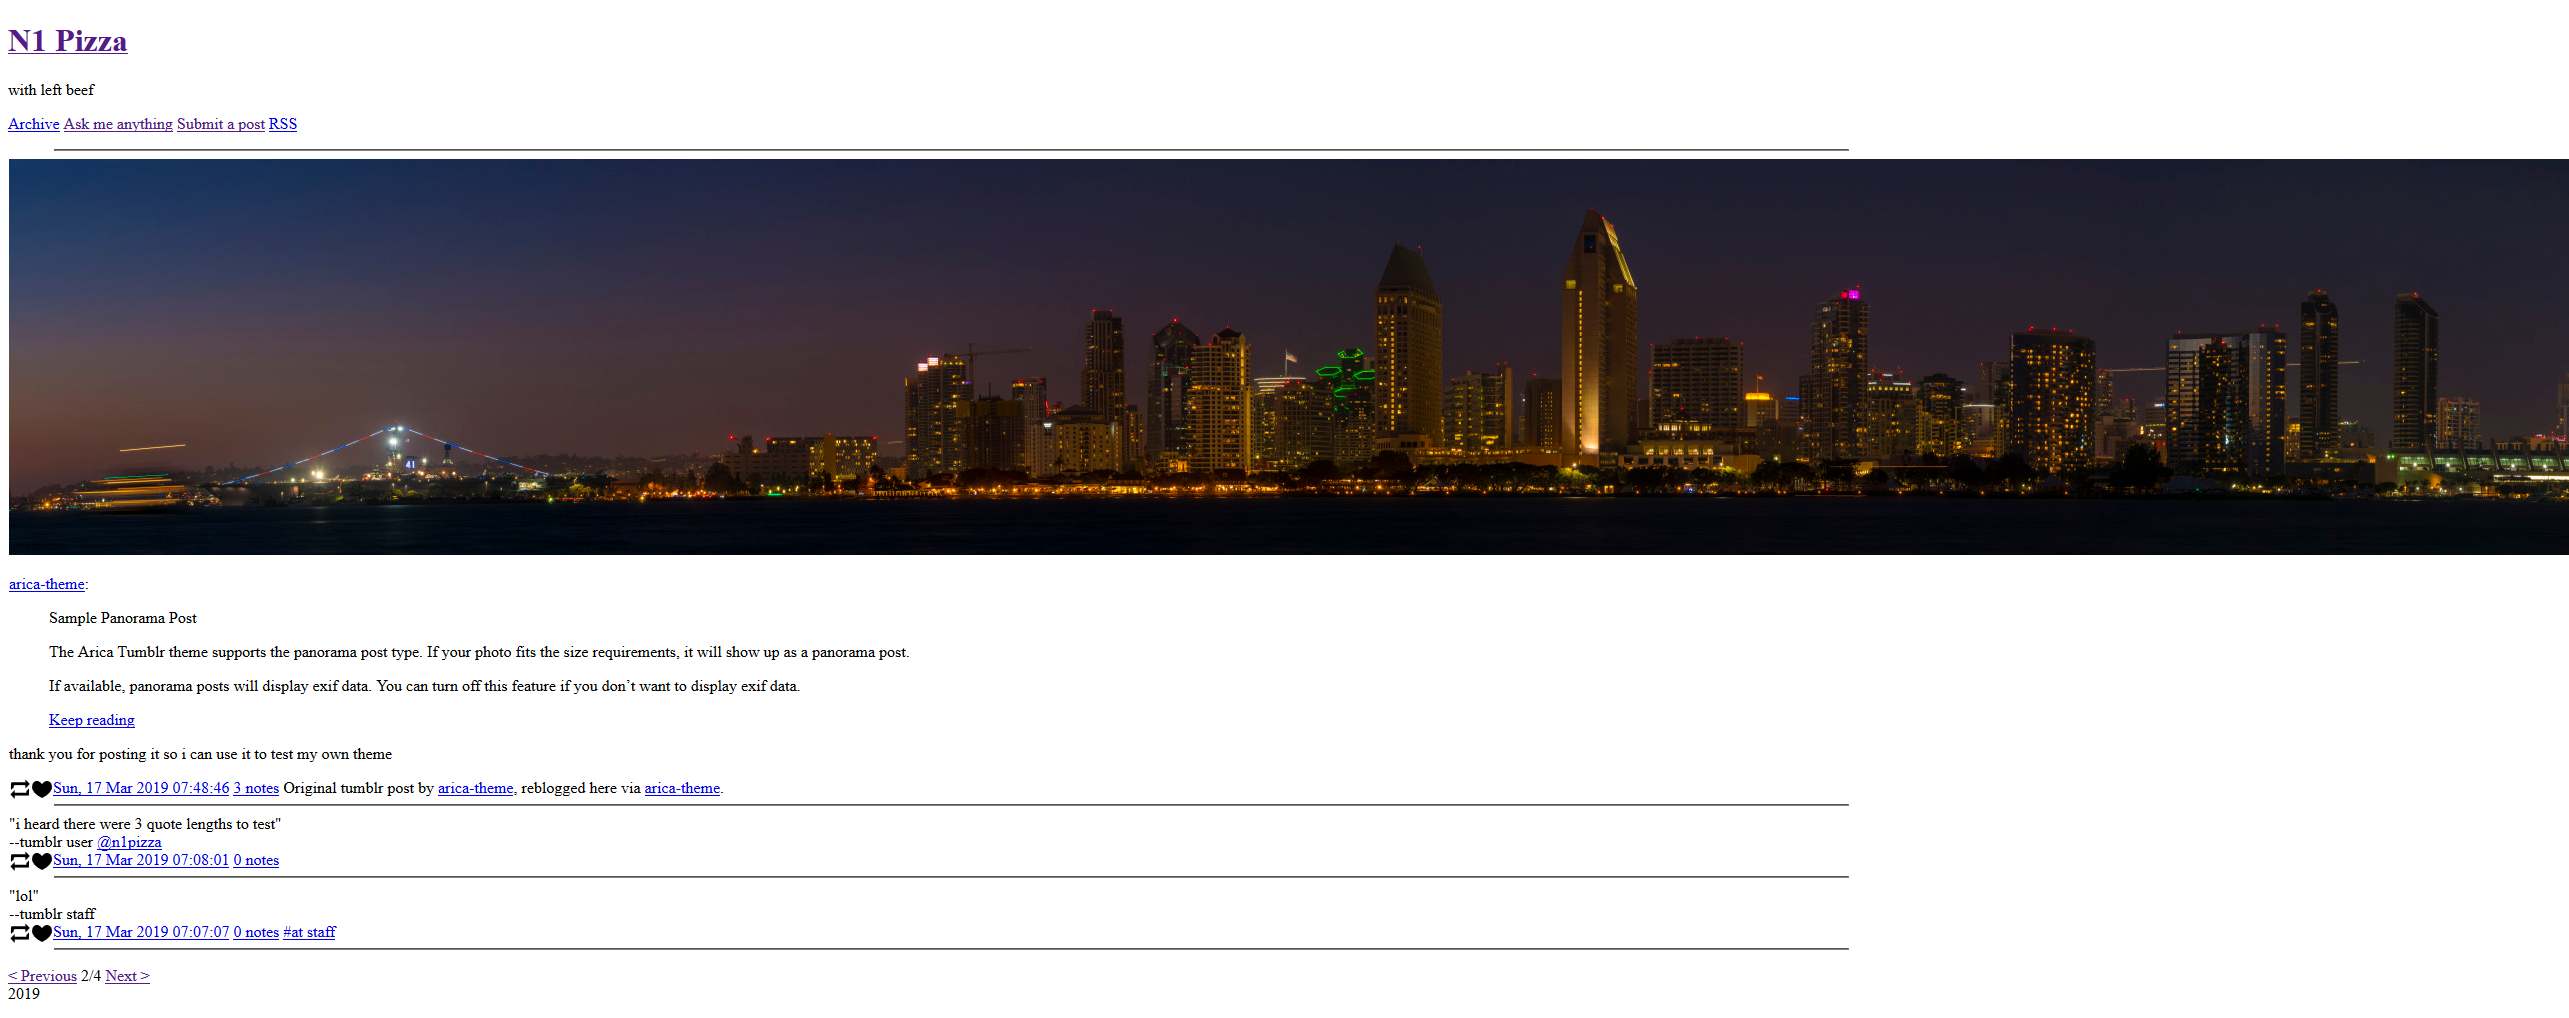 N1 Pizza
with left beef
Archive Ask me anything Submit a post RSS
41
arica-theme:
Sample Panorama Post
The Arica Tumblr theme supports the panorama post type. If your photo fits the size requirements, it will show up as a panorama post.
If available, panorama posts will display exif data. You can turn off this feature if you don’t want to display exif data.
Keep reading
thank you for posting it so i can use it to test my own theme
Sun, 17 Mar 2019 07:48:46 3 notes Original tumblr post by arica-theme, reblogged here via arica-theme.
"i heard there were 3 quote lengths to test"
--tumblr user @n1pizza
Sun, 17 Mar 2019 07:08:01 0 notes
"lol"
--tumblr staff
Sun, 17 Mar 2019 07:07:07 0 notes #at staff
< Previous 2/4 Next >
2019